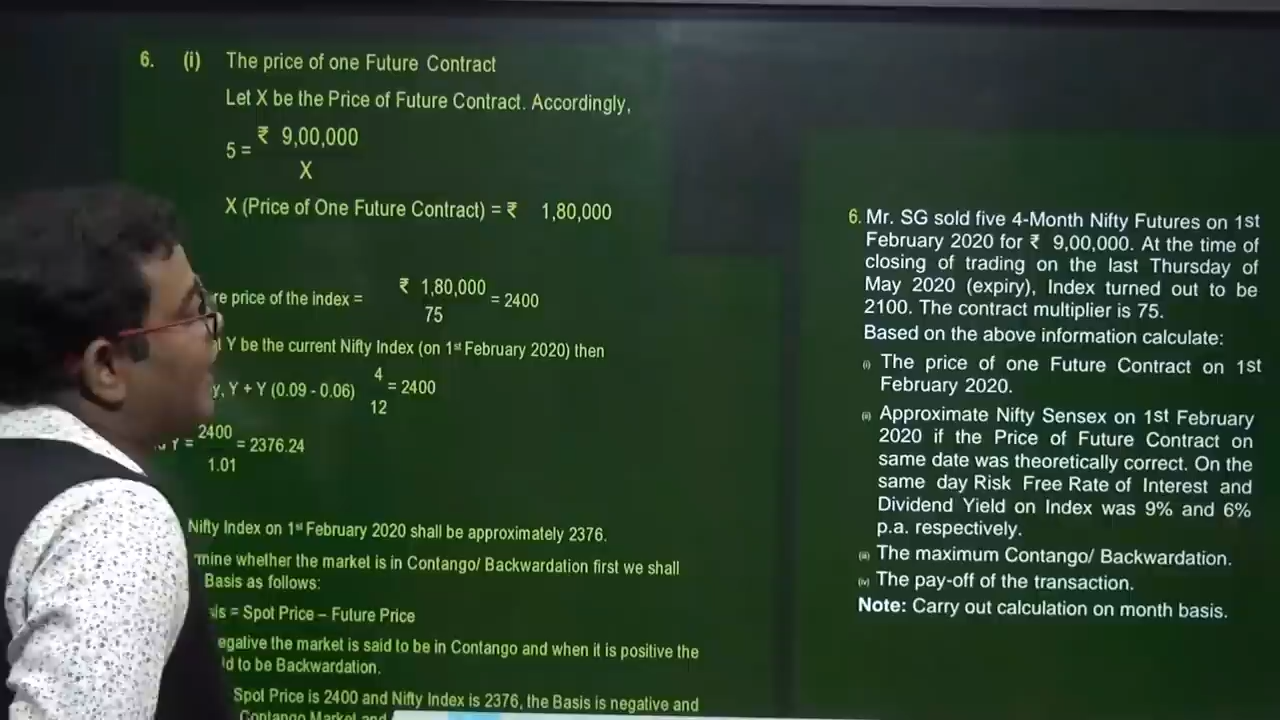 6. (i) The price of one Future Contract
Let X be the Price of Future Contract. Accordingly,
5 = ₹ 9,00,000
X
X (Price of One Future Contract) = ₹ 1,80,000
re price of the index = ₹ 1,80,000
75
= 2400
Y be the current Nifty Index (on 1st February 2020) then
y, Y + Y (0.09 - 0.06) 4
12
= 2400
Y = 2400
1.01
= 2376.24
Nifty Index on 1st February 2020 shall be approximately 2376.
mine whether the market is in Contango/ Backwardation first we shall
Basis as follows:
is = Spot Price – Future Price
egalive the market is said to be in Contango and when it is positive the
ld to be Backwardation.
Spot Price is 2400 and Nifty Index is 2376, the Basis is negative and
Contango Market and
6. Mr. SG sold five 4-Month Nifty Futures on 1st
February 2020 for ₹ 9,00,000. At the time of
closing of trading on the last Thursday of
May 2020 (expiry), Index turned out to be
2100. The contract multiplier is 75.
Based on the above information calculate:
(i) The price of one Future Contract on 1st
February 2020.
(ii) Approximate Nifty Sensex on 1st February
2020 if the Price of Future Contract on
same date was theoretically correct. On the
same day Risk Free Rate of Interest and
Dividend Yield on Index was 9% and 6%
p.a. respectively.
(iii) The maximum Contango/ Backwardation.
(iv) The pay-off of the transaction.
Note: Carry out calculation on month basis.